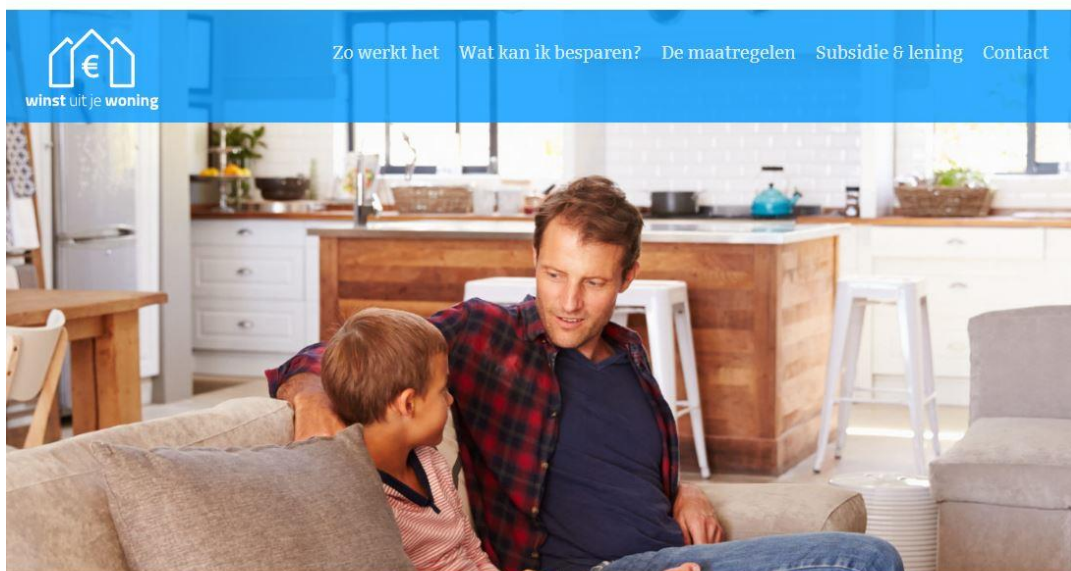 €
winst uit je woning
Zo werkt het Wat kan ik besparen? De maatregelen Subsidie & lening Contact